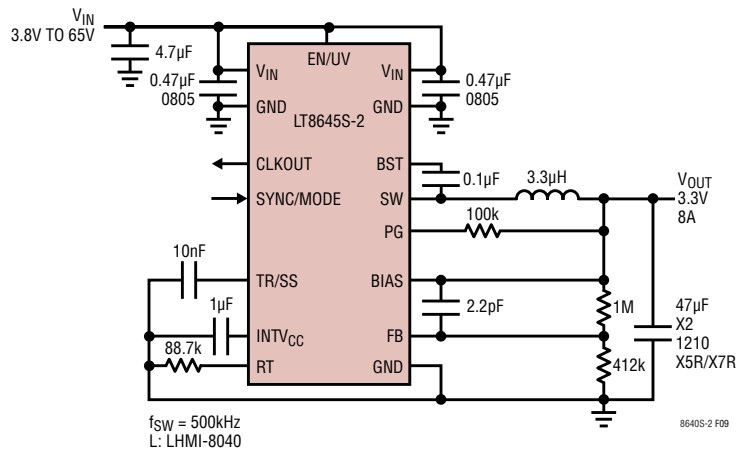 VIN
3.8V TO 65V
4.7µF
0.47µF
0805
VIN
GND
EN/UV
LT8645S-2
VIN
GND
0.47µF
0805
CLKOUT
SYNC/MODE
BST
0.1µF
SW
3.3µH
VOUT
3.3V
8A
PG
100k
10nF
TR/SS
BIAS
2.2pF
1M
47µF
X2
1210
X5R/X7R
1µF
INTVCC
FB
412k
88.7k
RT
GND
fSW = 500kHz
L: LHMI-8040
8640S-2 F09